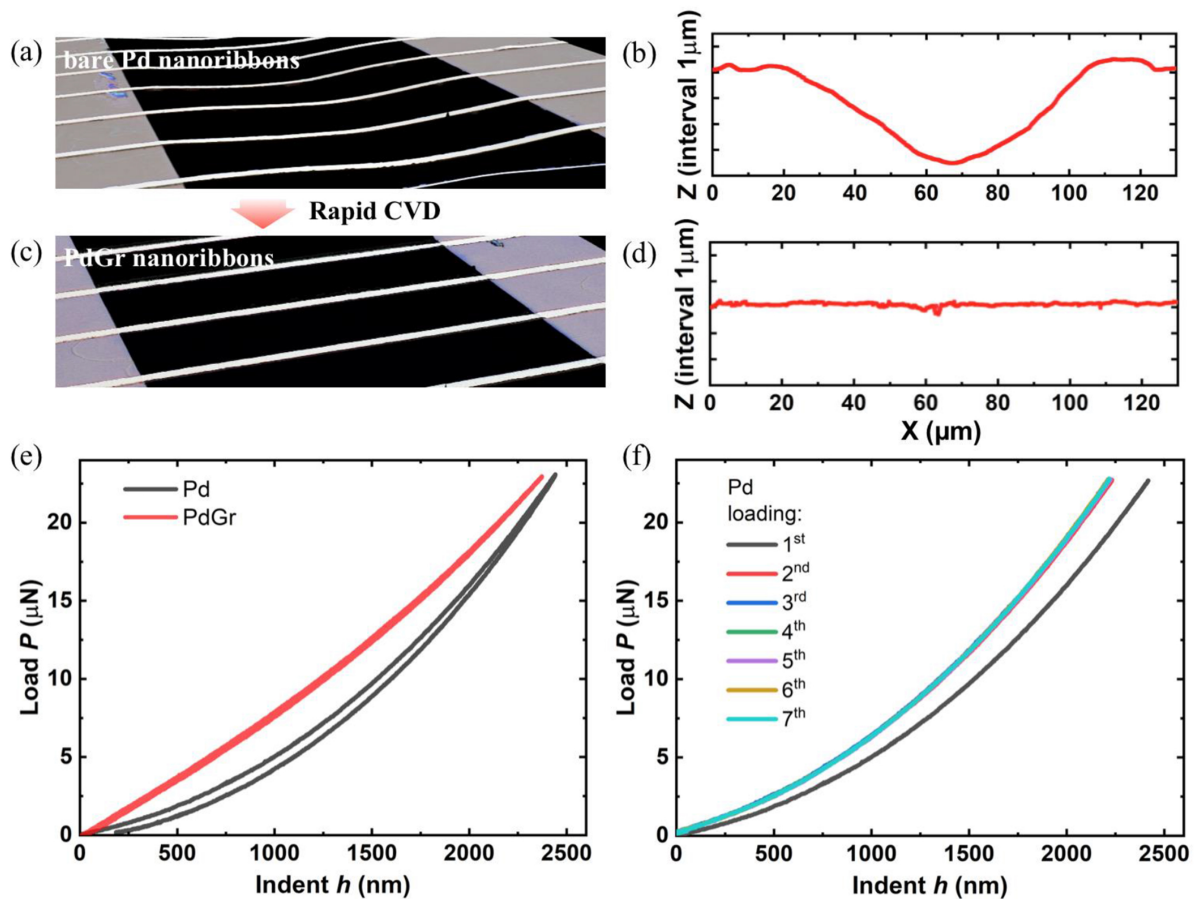 (a)
bare Pd nanoribbons
Rapid CVD
(c)
PdGr nanoribbons
(b)
Z (interval 1μm)
0 20 40 60 80 100 120
(d)
Z (interval 1μm)
0 20 40 60 80 100 120
X (μm)
(e)
Pd
PdGr
Load P (μN)
20
15
10
5
0
0 500 1000 1500 2000 2500
Indent h (nm)
(f)
Pd
loading:
1st
2nd
3rd
4th
5th
6th
7th
Load P (μN)
20
15
10
5
0
0 500 1000 1500 2000 2500
Indent h (nm)